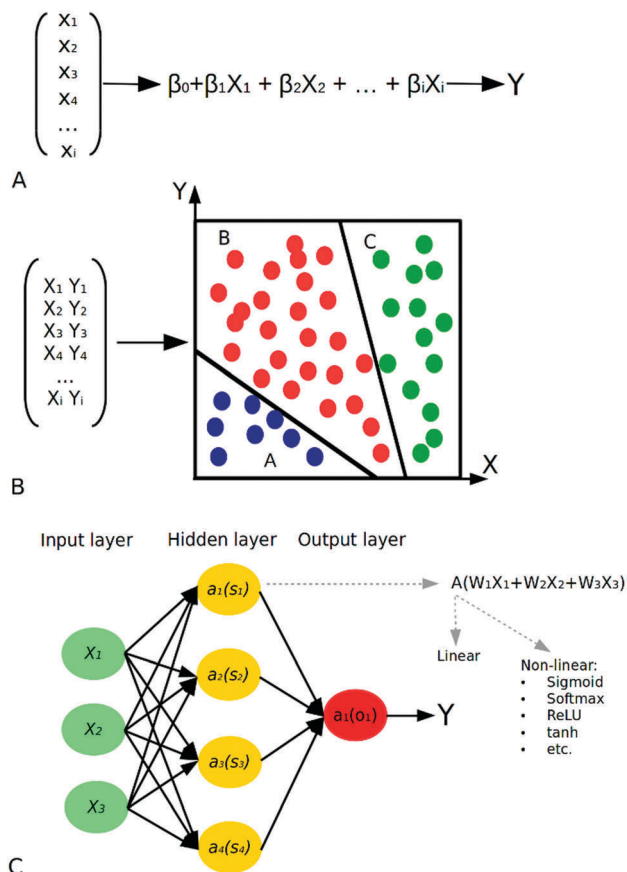 X₁
X₂
X₃
X₄
...
Xᵢ
β₀+β₁X₁ + β₂X₂ + ... + βᵢXᵢ
Y
A
Y
X₁ Y₁
X₂ Y₂
X₃ Y₃
X₄ Y₄
...
Xᵢ Yᵢ
B
C
A
X
B
Input layer
Hidden layer
Output layer
a₁(s₁)
A(W₁X₁+W₂X₂+W₃X₃)
X₁
a₂(s₂)
Linear
Non-linear:
• Sigmoid
• Softmax
• ReLU
• tanh
• etc.
X₂
a₁(o₁)
Y
a₃(s₃)
X₃
a₄(s₄)
C